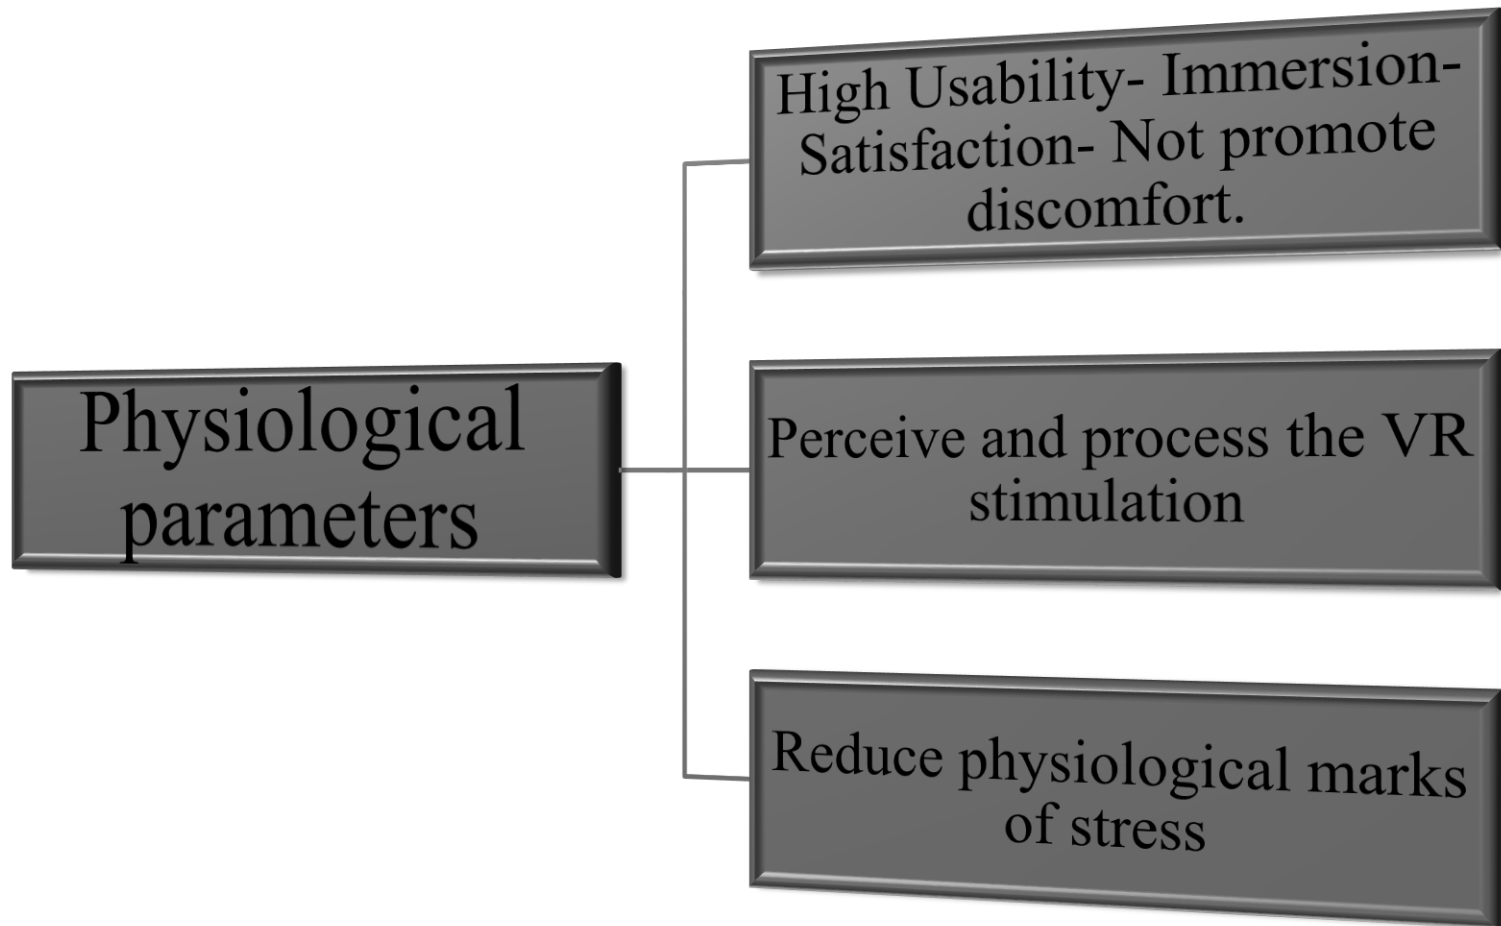 High Usability- Immersion-
Satisfaction- Not promote
discomfort.
Physiological
parameters
Perceive and process the VR
stimulation
Reduce physiological marks
of stress